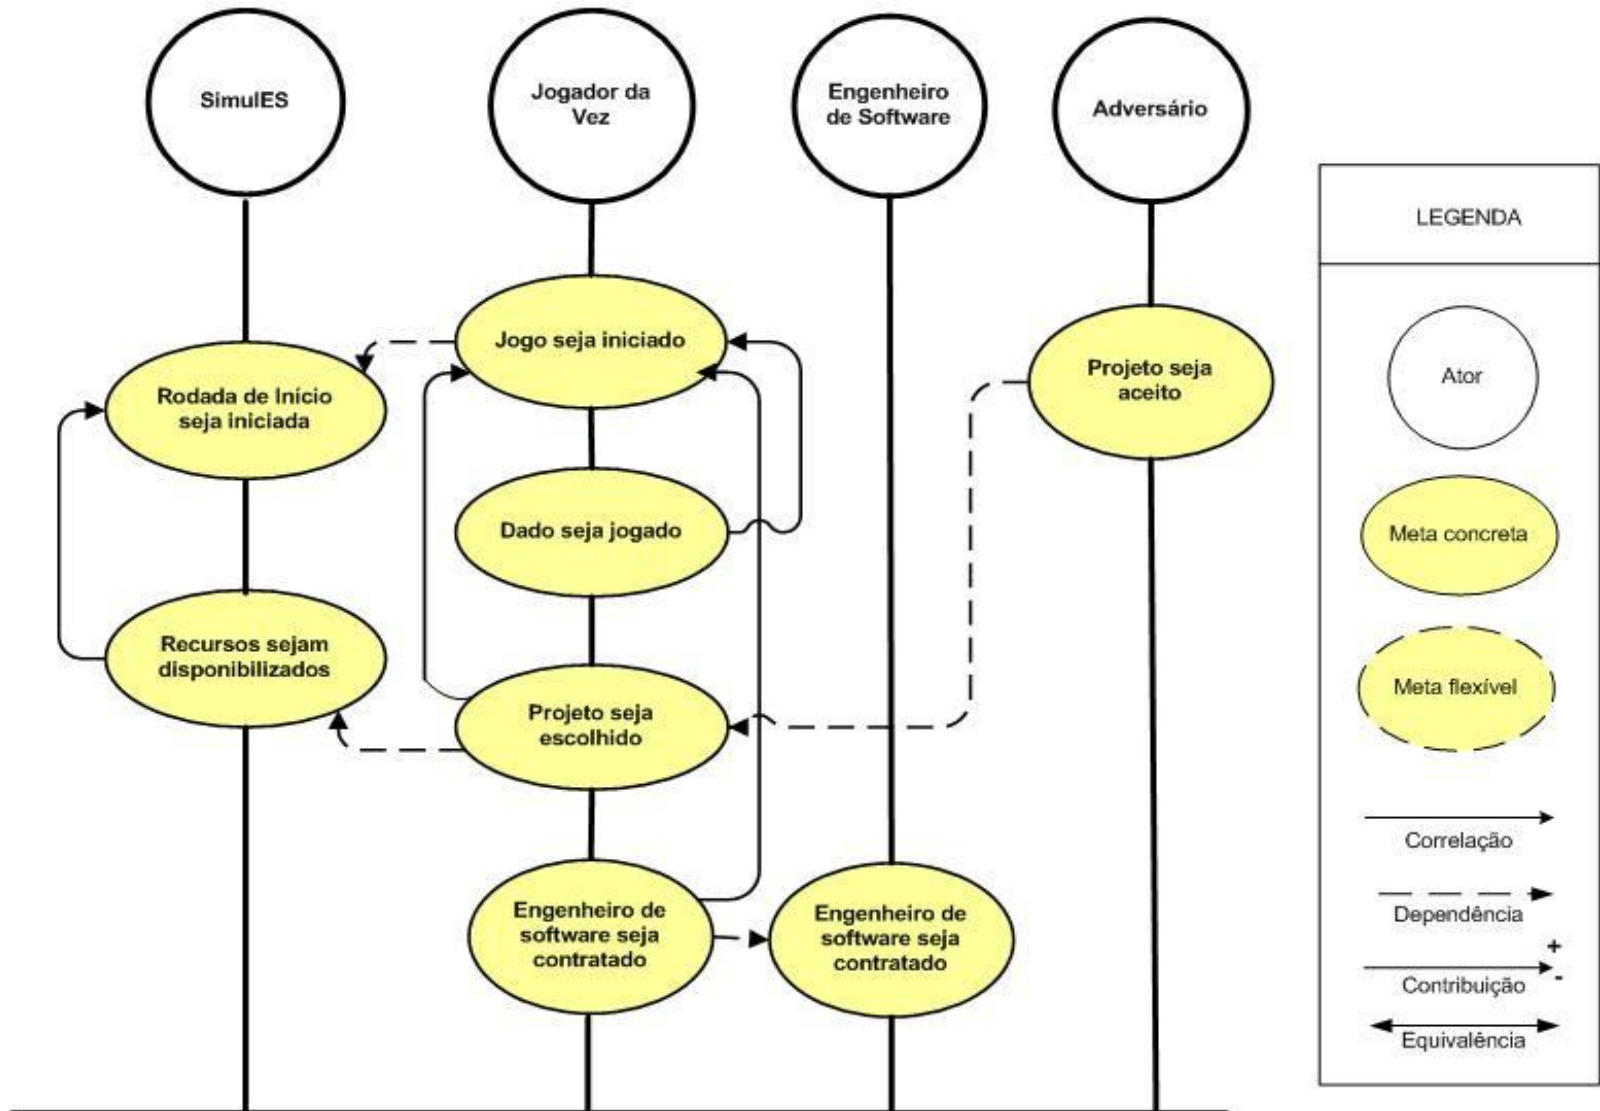 SimulES
Jogador da
Vez
Engenheiro
de Software
Adversário
LEGENDA
Jogo seja iniciado
Projeto seja
aceito
Ator
Rodada de Início
seja iniciada
Dado seja jogado
Meta concreta
Recursos sejam
disponibilizados
Projeto seja
escolhido
Meta flexível
Correlação
Engenheiro de
software seja
contratado
Engenheiro de
software seja
contratado
Dependência
+
-
Contribuição
Equivalência